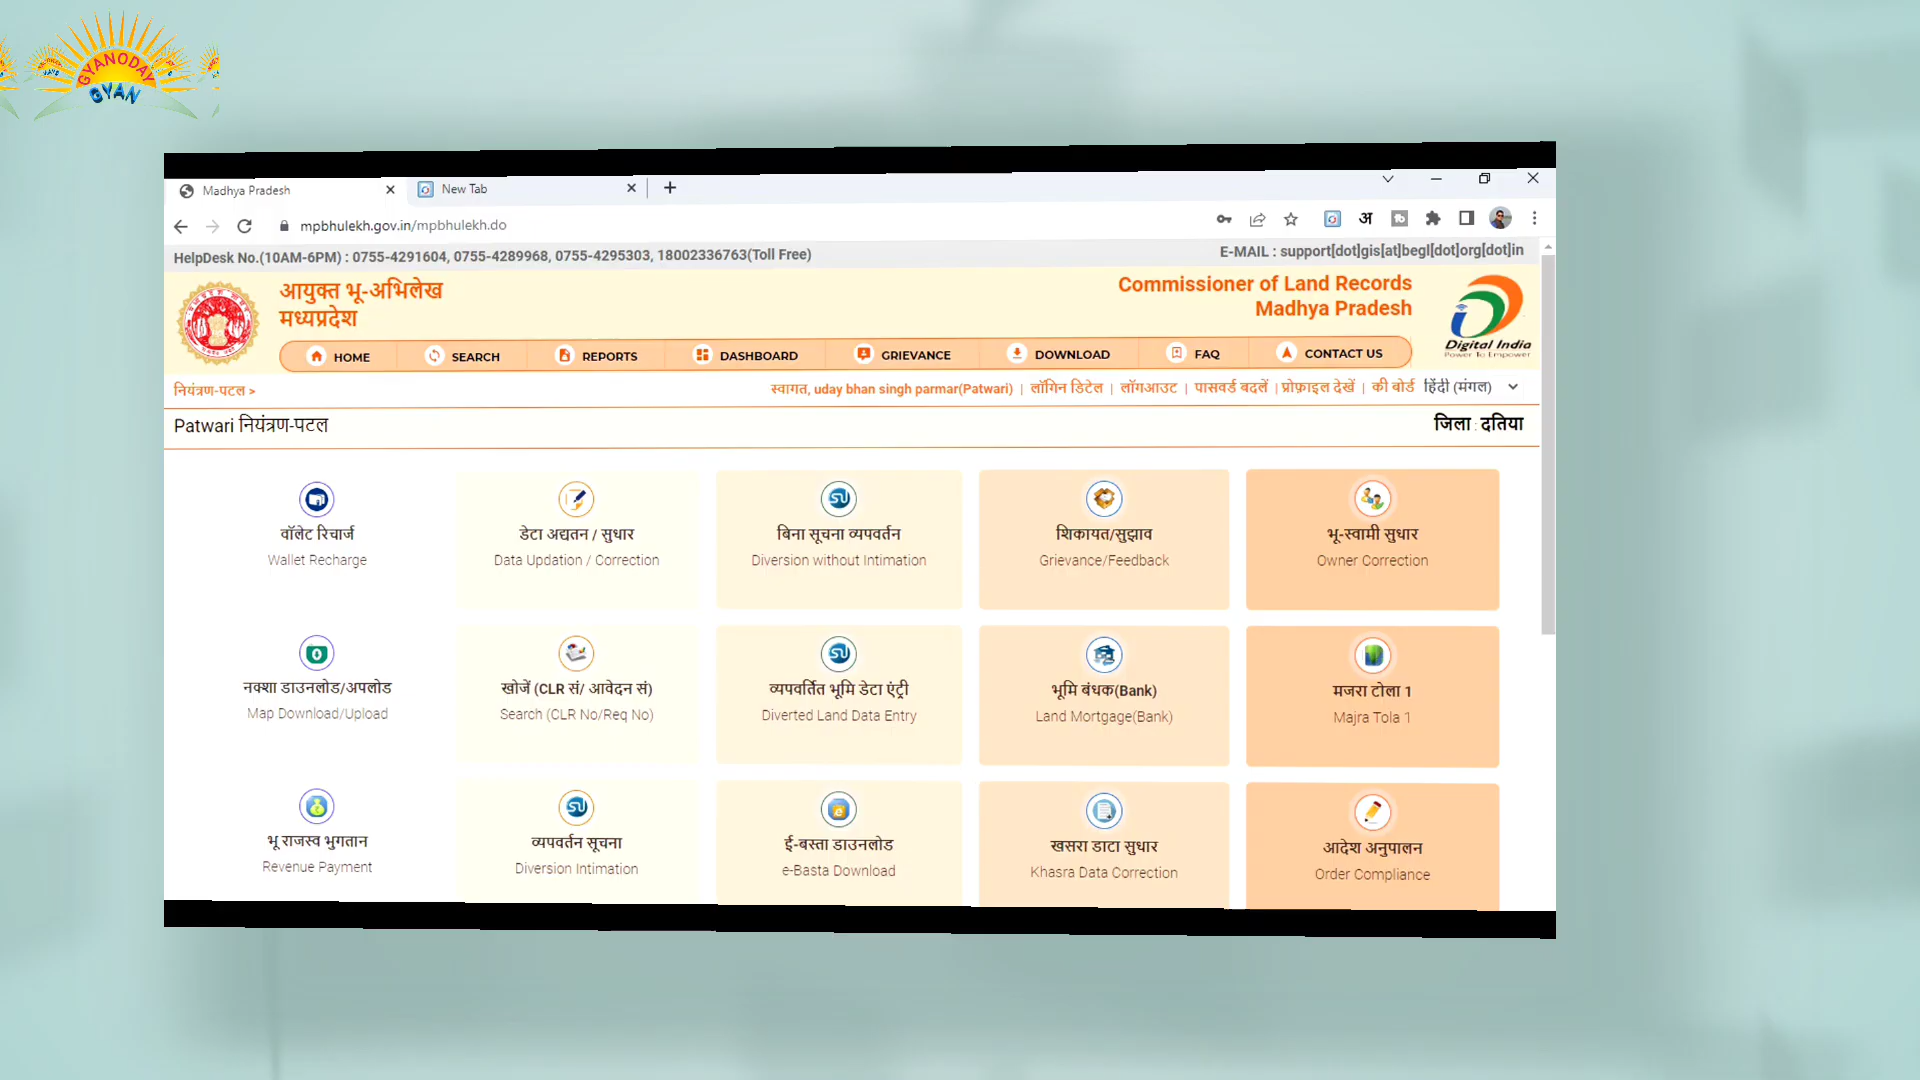 GYANODAY
GYAN
Madhya Pradesh
New Tab
mpbhulekh.gov.in/mpbhulekh.do
अ
HelpDesk No.(10AM-6PM) : 0755-4291604, 0755-4289968, 0755-4295303, 18002336763(Toll Free)
E-MAIL : support[dot]gis[at]begl[dot]org[dot]in
आयुक्त भू-अभिलेख
मध्यप्रदेश
Commissioner of Land Records
Madhya Pradesh
Digital India
Power To Empower
HOME SEARCH REPORTS DASHBOARD GRIEVANCE DOWNLOAD FAQ CONTACT US
नियंत्रण-पटल >
स्वागत, uday bhan singh parmar(Patwari) | लॉगिन डिटेल | लॉगआउट | पासवर्ड बदलें | प्रोफ़ाइल देखें | की बोर्ड हिंदी (मंगल)
Patwari नियंत्रण-पटल
जिला : दतिया
वॉलेट रिचार्ज
Wallet Recharge
डेटा अद्यतन / सुधार
Data Updation / Correction
बिना सूचना व्यपवर्तन
Diversion without Intimation
शिकायत/सुझाव
Grievance/Feedback
भू-स्वामी सुधार
Owner Correction
नक्शा डाउनलोड/अपलोड
Map Download/Upload
खोजें (CLR सं/ आवेदन सं)
Search (CLR No/Req No)
व्यपवर्तित भूमि डेटा एंट्री
Diverted Land Data Entry
भूमि बंधक(Bank)
Land Mortgage(Bank)
मजरा टोला 1
Majra Tola 1
भू राजस्व भुगतान
Revenue Payment
व्यपवर्तन सूचना
Diversion Intimation
ई-बस्ता डाउनलोड
e-Basta Download
खसरा डाटा सुधार
Khasra Data Correction
आदेश अनुपालन
Order Compliance